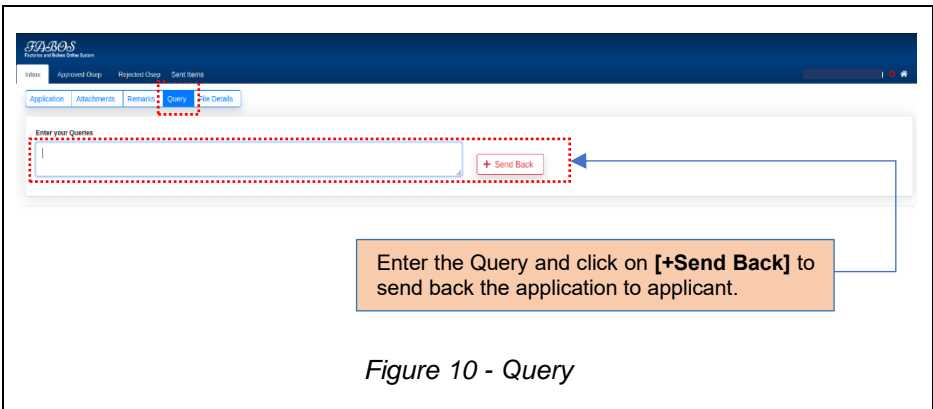 FABOS
Factories and Boilers Online System
Inbox Approved Osep Rejected Osep Sent Items
Application Attachments Remarks Query File Details
Enter your Queries
+ Send Back
Enter the Query and click on [+Send Back] to
send back the application to applicant.
Figure 10 - Query